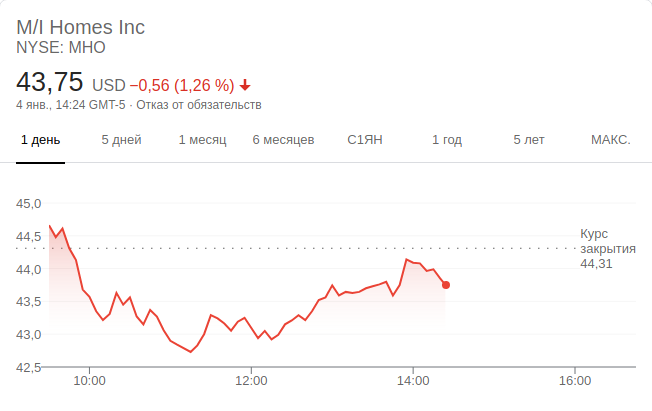 M/I Homes Inc
NYSE: MHO
43,75 USD −0,56 (1,26 %)
4 янв., 14:24 GMT-5 · Отказ от обязательств
1 день 5 дней 1 месяц 6 месяцев С1ЯН 1 год 5 лет МАКС.
45,0
44,5
44,0
43,5
43,0
42,5
Курс
закрытия
44,31
10:00 12:00 14:00 16:00